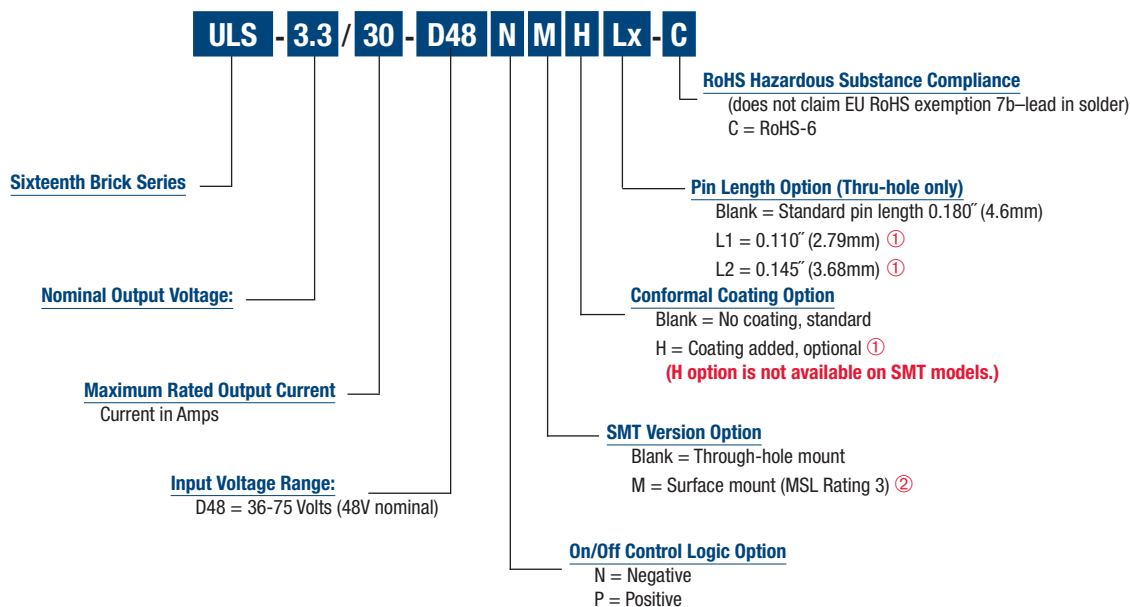 ULS - 3.3 / 30 - D48 N M H Lx - C
RoHS Hazardous Substance Compliance
(does not claim EU RoHS exemption 7b–lead in solder)
C = RoHS-6
Sixteenth Brick Series
Pin Length Option (Thru-hole only)
Blank = Standard pin length 0.180˝ (4.6mm)
L1 = 0.110˝ (2.79mm) ①
L2 = 0.145˝ (3.68mm) ①
Nominal Output Voltage:
Conformal Coating Option
Blank = No coating, standard
H = Coating added, optional ①
(H option is not available on SMT models.)
Maximum Rated Output Current
Current in Amps
SMT Version Option
Blank = Through-hole mount
M = Surface mount (MSL Rating 3) ②
Input Voltage Range:
D48 = 36-75 Volts (48V nominal)
On/Off Control Logic Option
N = Negative
P = Positive